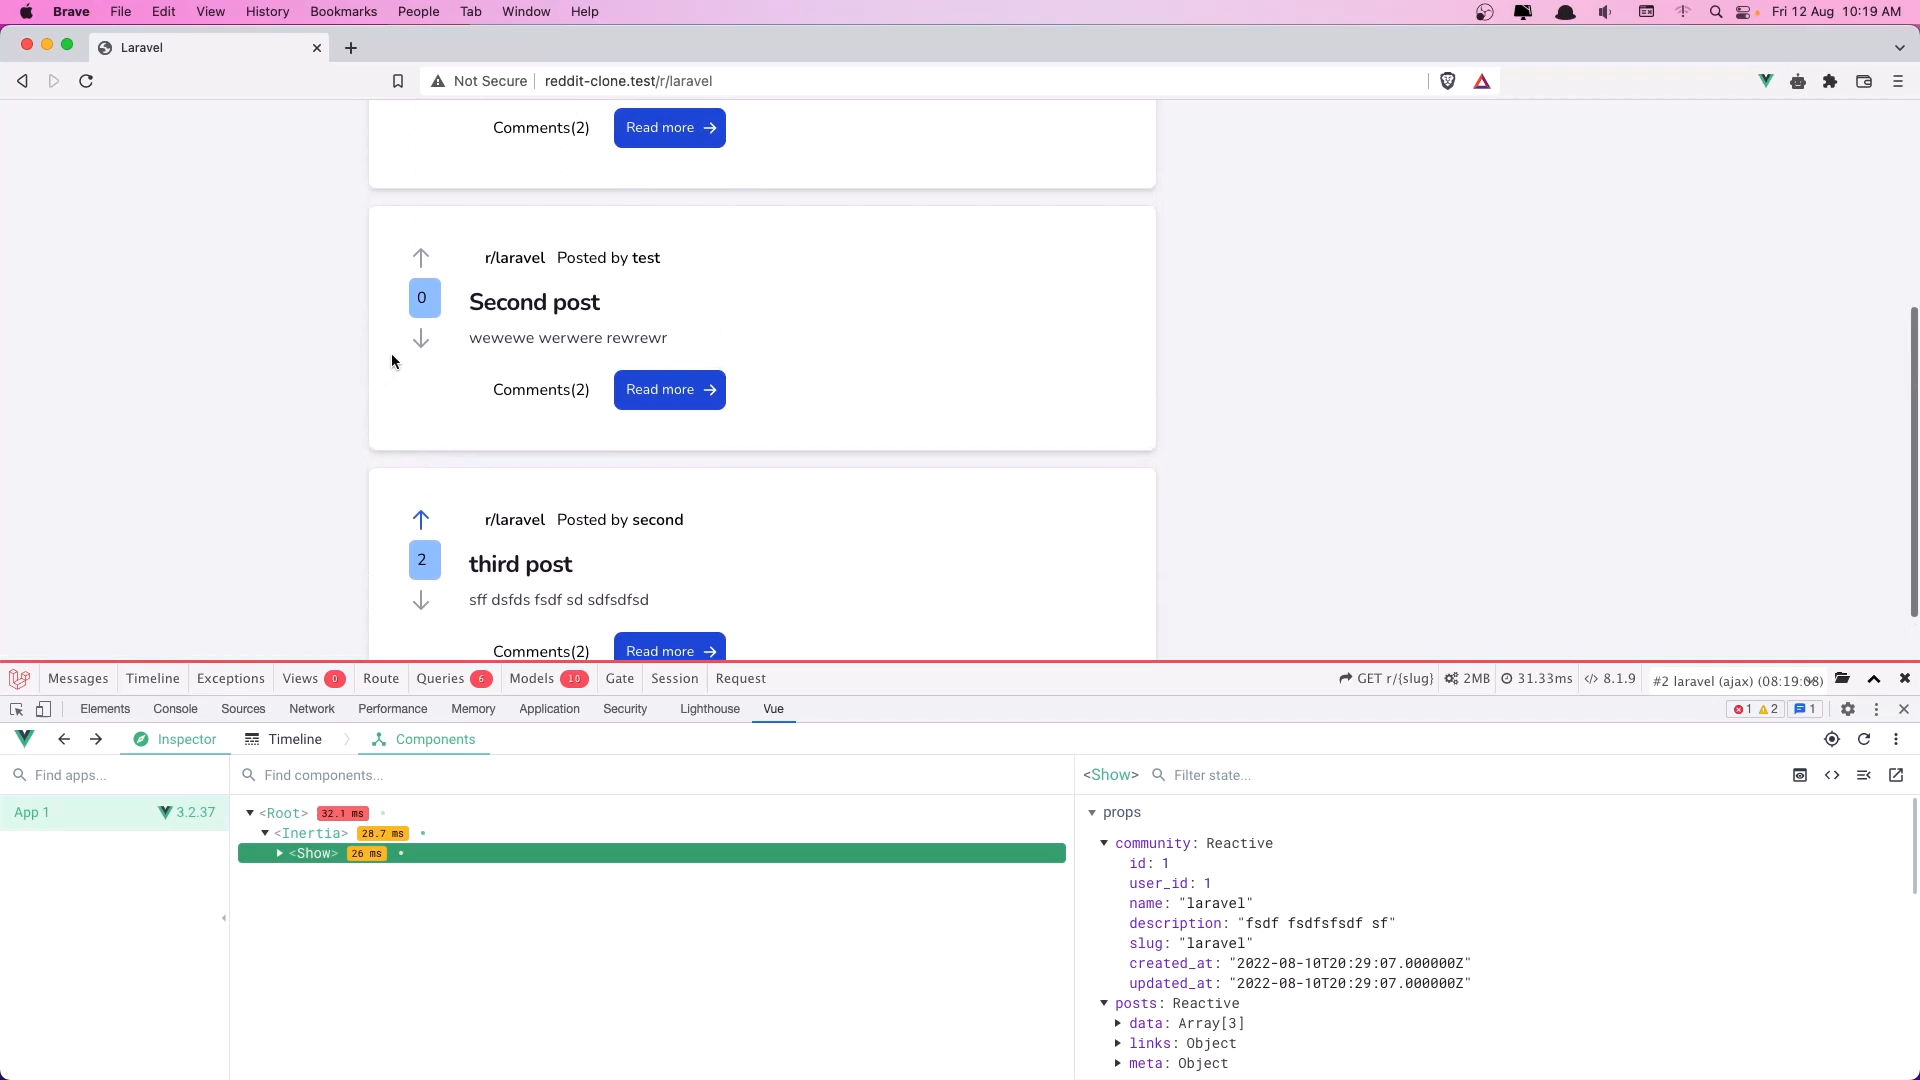 Brave File Edit View History Bookmarks People Tab Window Help Fri 12 Aug 10:19 AM
Laravel
Not Secure reddit-clone.test/r/laravel
Comments(2) Read more
r/laravel Posted by test
0 Second post
wewewe werwere rewrewr
Comments(2) Read more
r/laravel Posted by second
2 third post
sff dsfds fsdf sd sdfsdfsd
Comments(2) Read more
Messages Timeline Exceptions Views 0 Route Queries 6 Models 10 Gate Session Request GET r/{slug} 2MB 31.33ms 8.1.9 #2 laravel (ajax) (08:19:08)
Elements Console Sources Network Performance Memory Application Security Lighthouse Vue 1 2 1
Inspector Timeline Components
Find apps... Find components... <Show> Filter state...
App 1 3.2.37 <Root> 32.1 ms props
<Inertia> 28.7 ms
<Show> 26 ms
community: Reactive
id: 1
user_id: 1
name: "laravel"
description: "fsdf fsdfsfsdf sf"
slug: "laravel"
created_at: "2022-08-10T20:29:07.000000Z"
updated_at: "2022-08-10T20:29:07.000000Z"
posts: Reactive
data: Array[3]
links: Object
meta: Object